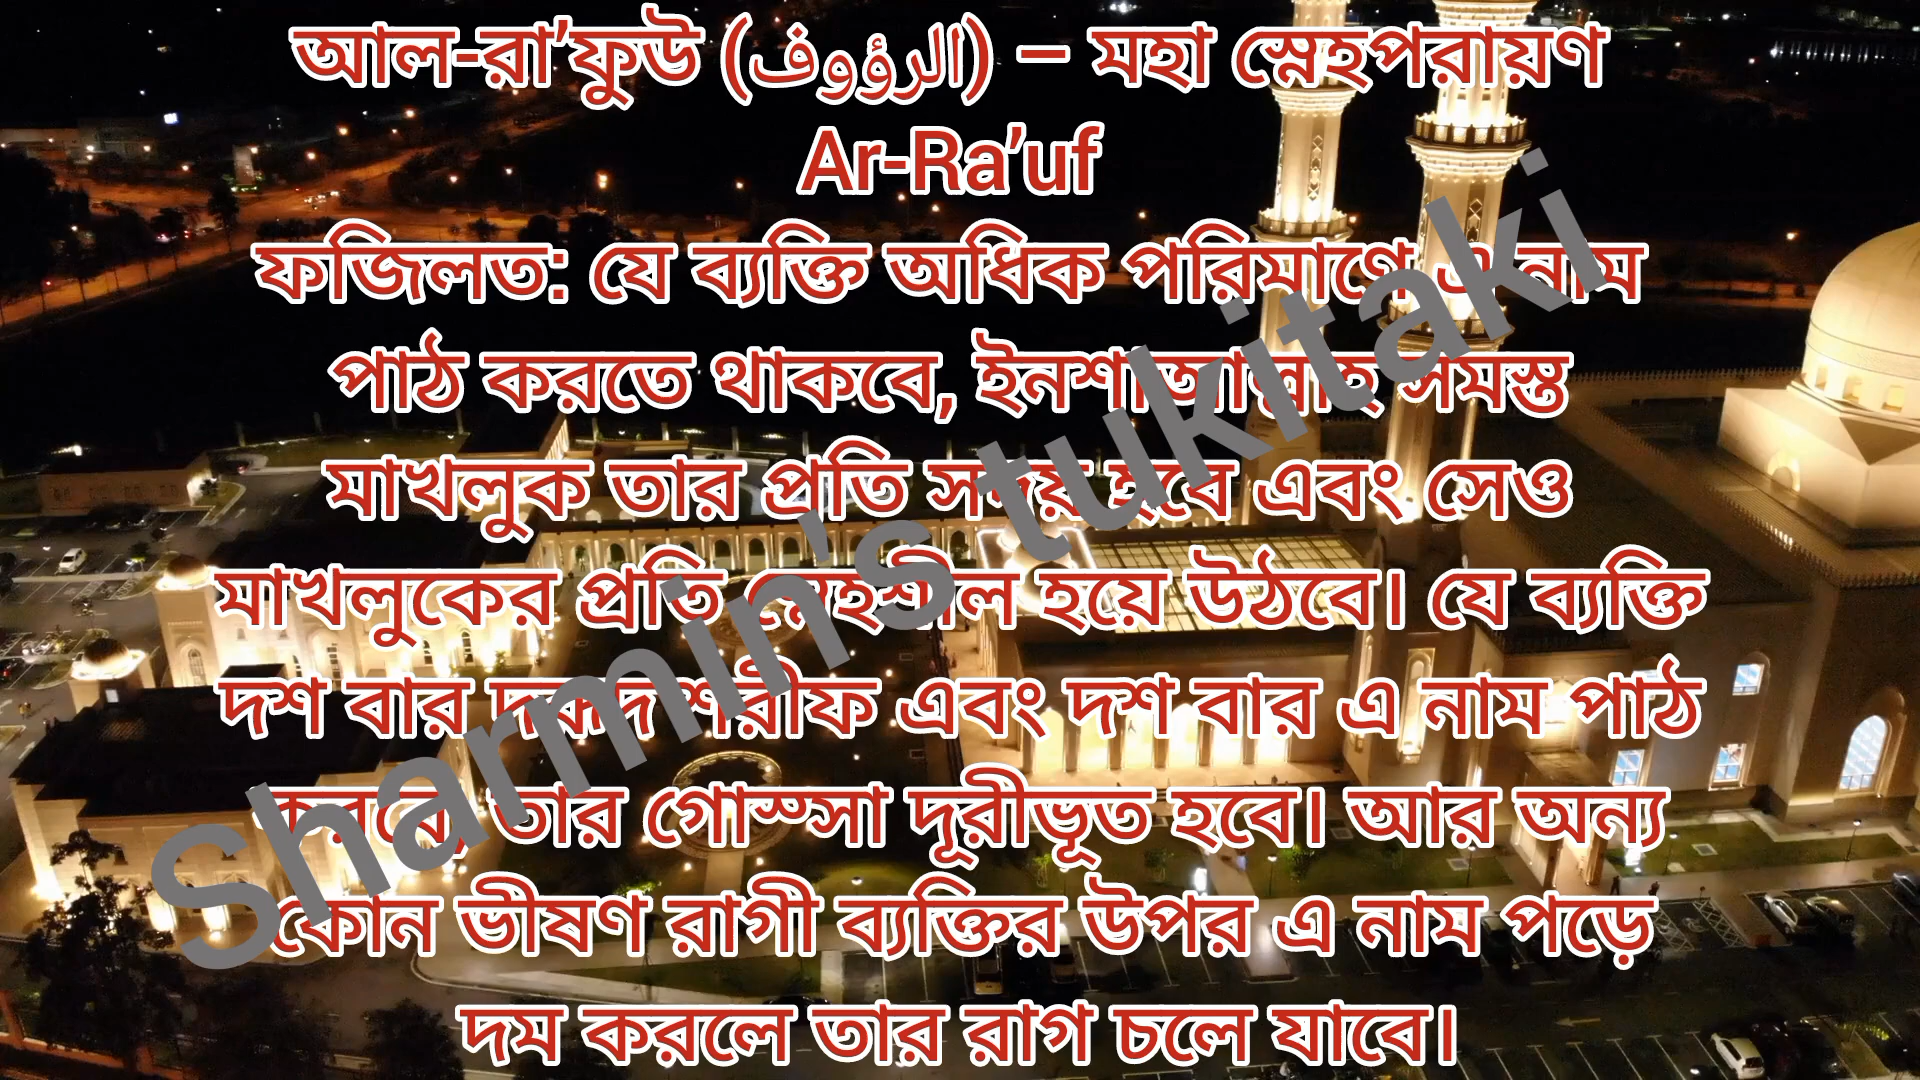 আল-রা’ফুউ (الرؤوف) – মহা স্নেহপরায়ণ
Ar-Ra’uf
ফজিলত: যে ব্যক্তি অধিক পরিমাণে এ নাম
পাঠ করতে থাকবে, ইনশাআল্লাহ সমস্ত
মাখলুক তার প্রতি সদয় হবে এবং সেও
মাখলুকের প্রতি স্নেহশীল হয়ে উঠবে। যে ব্যক্তি
দশ বার দরূদ শরীফ এবং দশ বার এ নাম পাঠ
করবে, তার গোস্সা দূরীভূত হবে। আর অন্য
কোন ভীষণ রাগী ব্যক্তির উপর এ নাম পড়ে
দম করলে তার রাগ চলে যাবে।
Sharmin's tukitaki